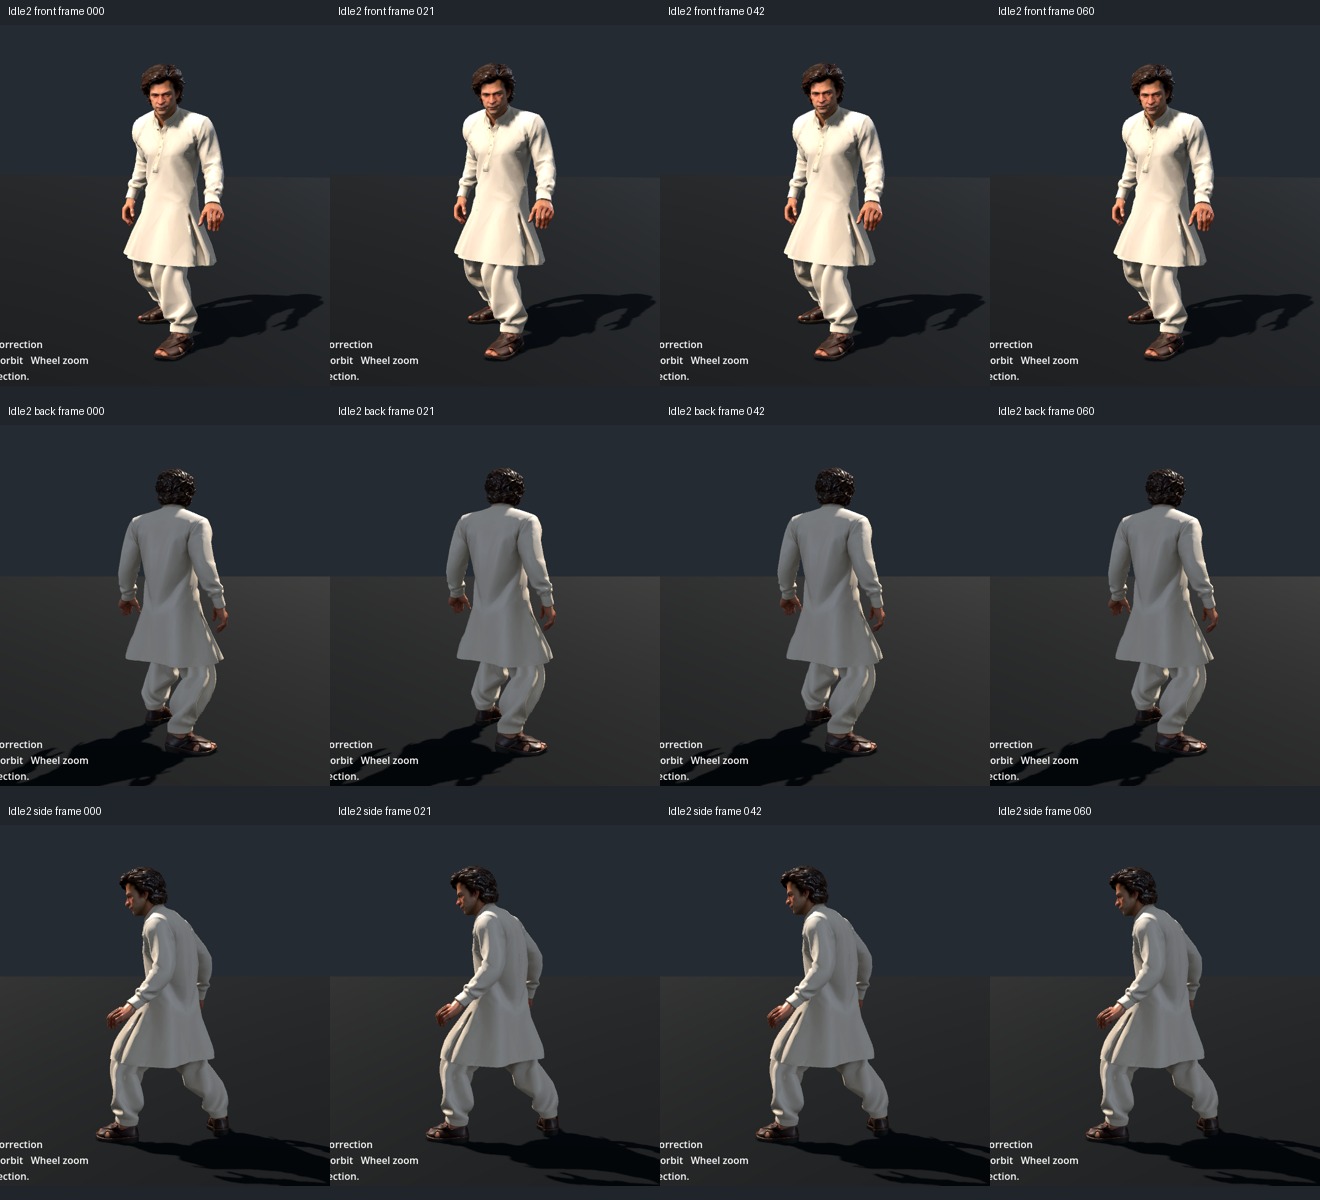 Idle2 front frame 000
Idle2 front frame 021
Idle2 front frame 042
Idle2 front frame 060
orrection
orbit Wheel zoom
ection.
orrection
orbit Wheel zoom
ection.
orrection
orbit Wheel zoom
ection.
orrection
orbit Wheel zoom
ection.
Idle2 back frame 000
Idle2 back frame 021
Idle2 back frame 042
Idle2 back frame 060
orrection
orbit Wheel zoom
ection.
orrection
orbit Wheel zoom
ection.
orrection
orbit Wheel zoom
ection.
orrection
orbit Wheel zoom
ection.
Idle2 side frame 000
Idle2 side frame 021
Idle2 side frame 042
Idle2 side frame 060
orrection
orbit Wheel zoom
ection.
orrection
orbit Wheel zoom
ection.
orrection
orbit Wheel zoom
ection.
orrection
orbit Wheel zoom
ection.